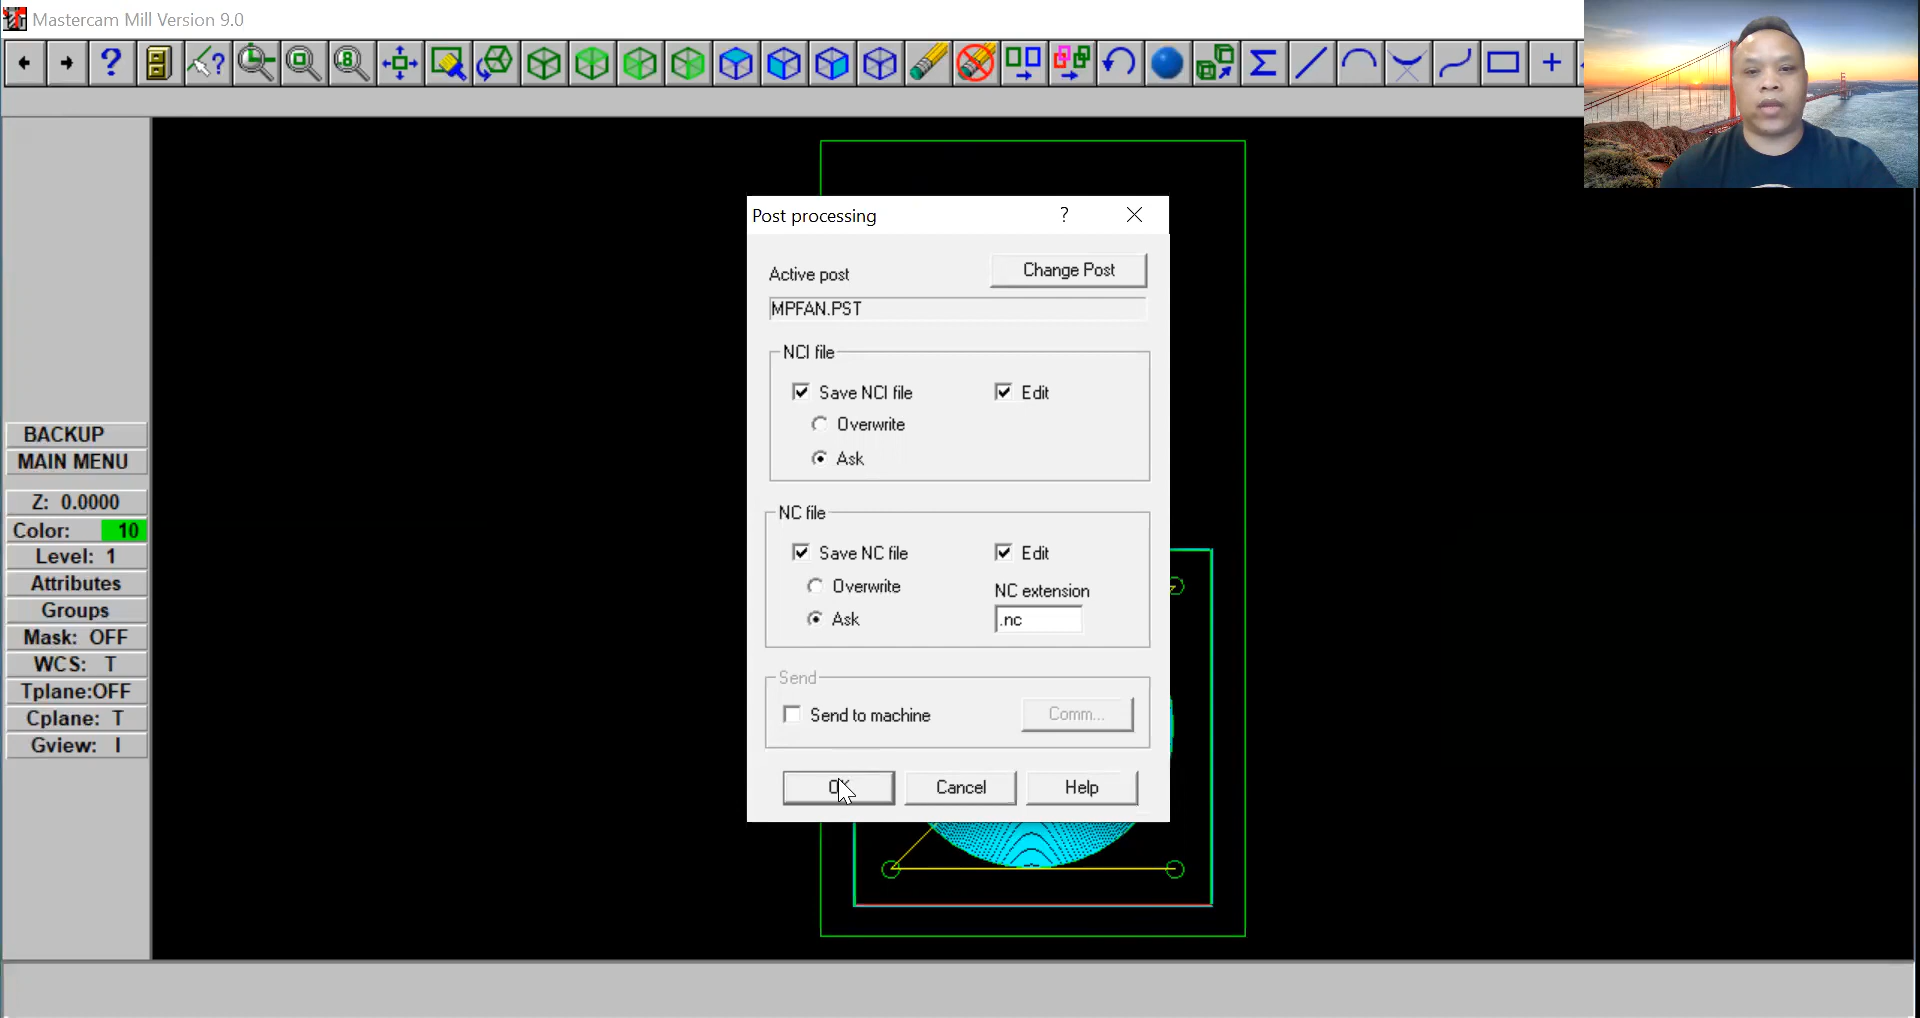 Mastercam Mill Version 9.0
Post processing
?
Active post
Change Post
MPFAN.PST
NCI file
Save NCI file
Edit
Overwrite
Ask
NC file
Save NC file
Edit
Overwrite
NC extension
Ask
.nc
Send
Send to machine
Comm...
OK
Cancel
Help
BACKUP
MAIN MENU
Z: 0.0000
Color: 10
Level: 1
Attributes
Groups
Mask: OFF
WCS: T
Tplane:OFF
Cplane: T
Gview: I